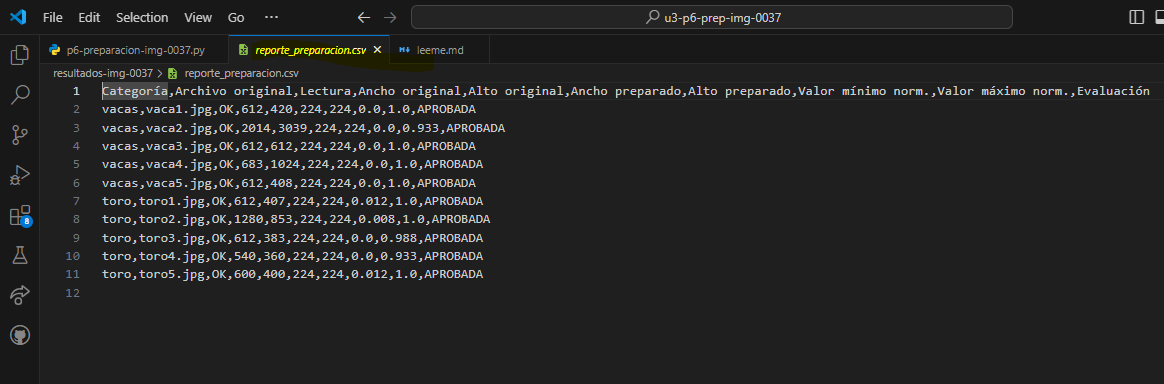 File Edit Selection View Go ··· ← → u3-p6-prep-img-0037
p6-preparacion-img-0037.py reporte_preparacion.csv × leeme.md
resultados-img-0037 > reporte_preparacion.csv
1 Categoría,Archivo original,Lectura,Ancho original,Alto original,Ancho preparado,Alto preparado,Valor mínimo norm.,Valor máximo norm.,Evaluación
2 vacas,vaca1.jpg,OK,612,420,224,224,0.0,1.0,APROBADA
3 vacas,vaca2.jpg,OK,2014,3039,224,224,0.0,0.933,APROBADA
4 vacas,vaca3.jpg,OK,612,612,224,224,0.0,1.0,APROBADA
5 vacas,vaca4.jpg,OK,683,1024,224,224,0.0,1.0,APROBADA
6 vacas,vaca5.jpg,OK,612,408,224,224,0.0,1.0,APROBADA
7 toro,toro1.jpg,OK,612,407,224,224,0.012,1.0,APROBADA
8 toro,toro2.jpg,OK,1280,853,224,224,0.008,1.0,APROBADA
9 toro,toro3.jpg,OK,612,383,224,224,0.0,0.988,APROBADA
10 toro,toro4.jpg,OK,540,360,224,224,0.0,0.933,APROBADA
11 toro,toro5.jpg,OK,600,400,224,224,0.012,1.0,APROBADA
12
8